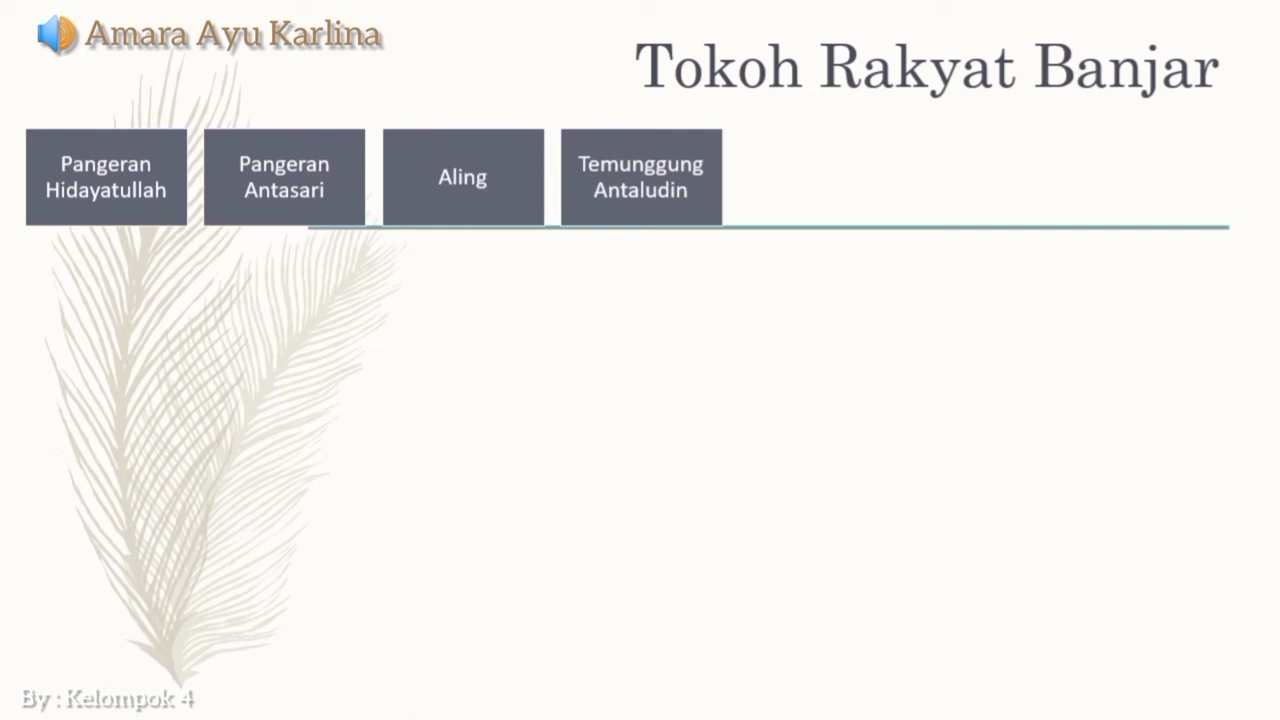 Amara Ayu Karlina
Tokoh Rakyat Banjar
Pangeran
Hidayatullah
Pangeran
Antasari
Aling
Temunggung
Antaludin
By : Kelompok 4